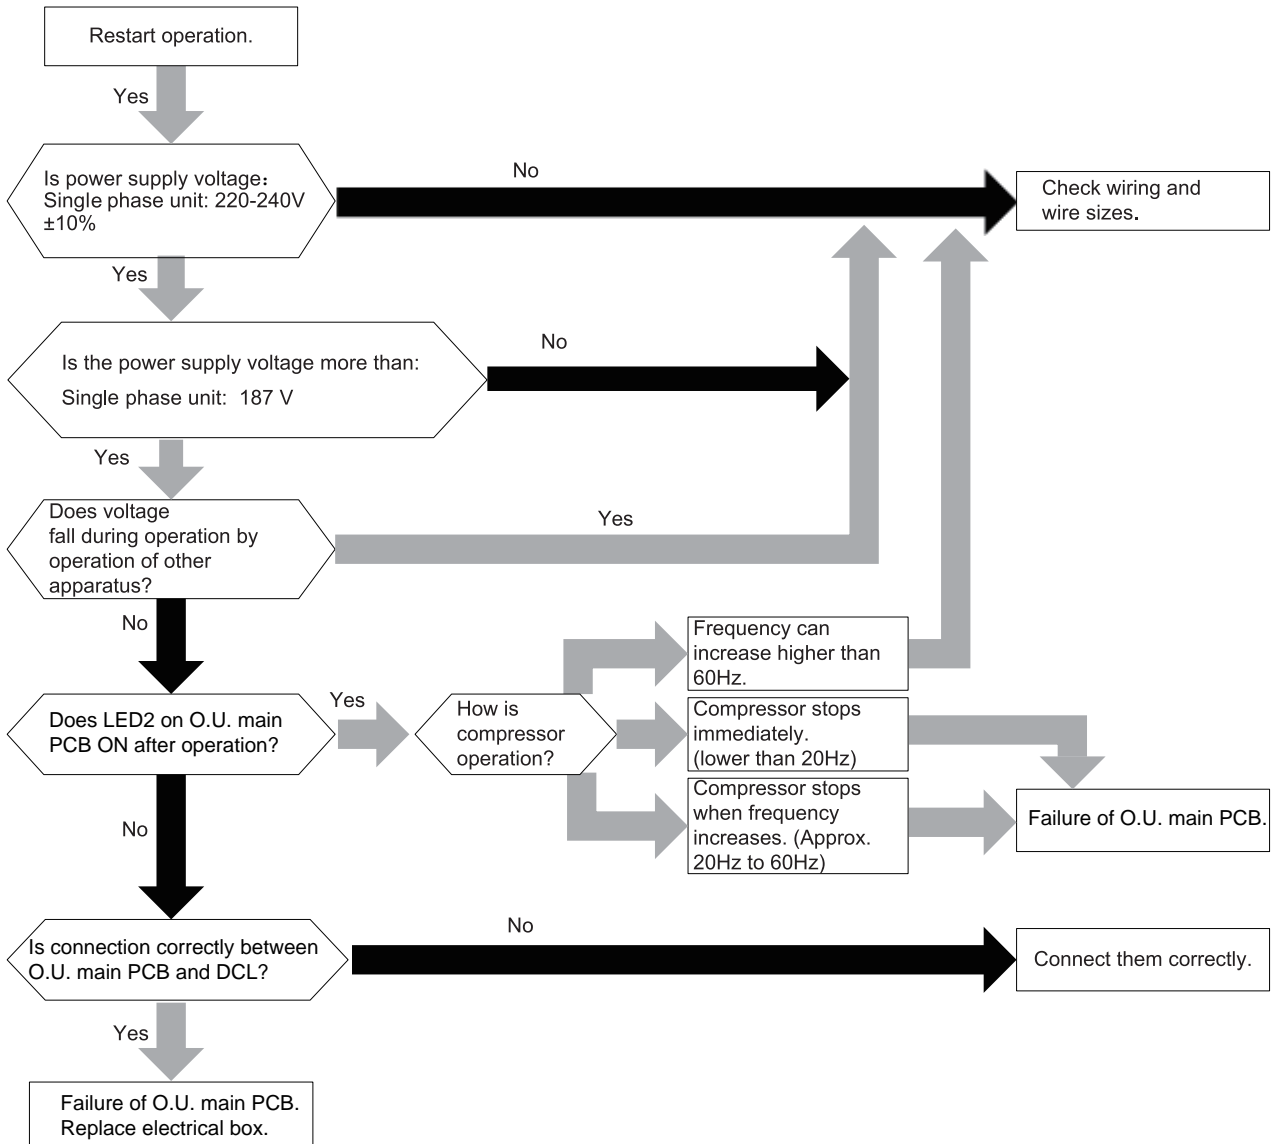 Restart operation.
Yes
Is power supply voltage:
Single phase unit: 220-240V
±10%
No
Check wiring and
wire sizes.
Yes
Is the power supply voltage more than:
Single phase unit: 187 V
No
Yes
Does voltage
fall during operation by
operation of other
apparatus?
Yes
No
Does LED2 on O.U. main
PCB ON after operation?
Yes
How is
compressor
operation?
Frequency can
increase higher than
60Hz.
Compressor stops
immediately.
(lower than 20Hz)
Compressor stops
when frequency
increases. (Approx.
20Hz to 60Hz)
Failure of O.U. main PCB.
No
Is connection correctly between
O.U. main PCB and DCL?
No
Connect them correctly.
Yes
Failure of O.U. main PCB.
Replace electrical box.